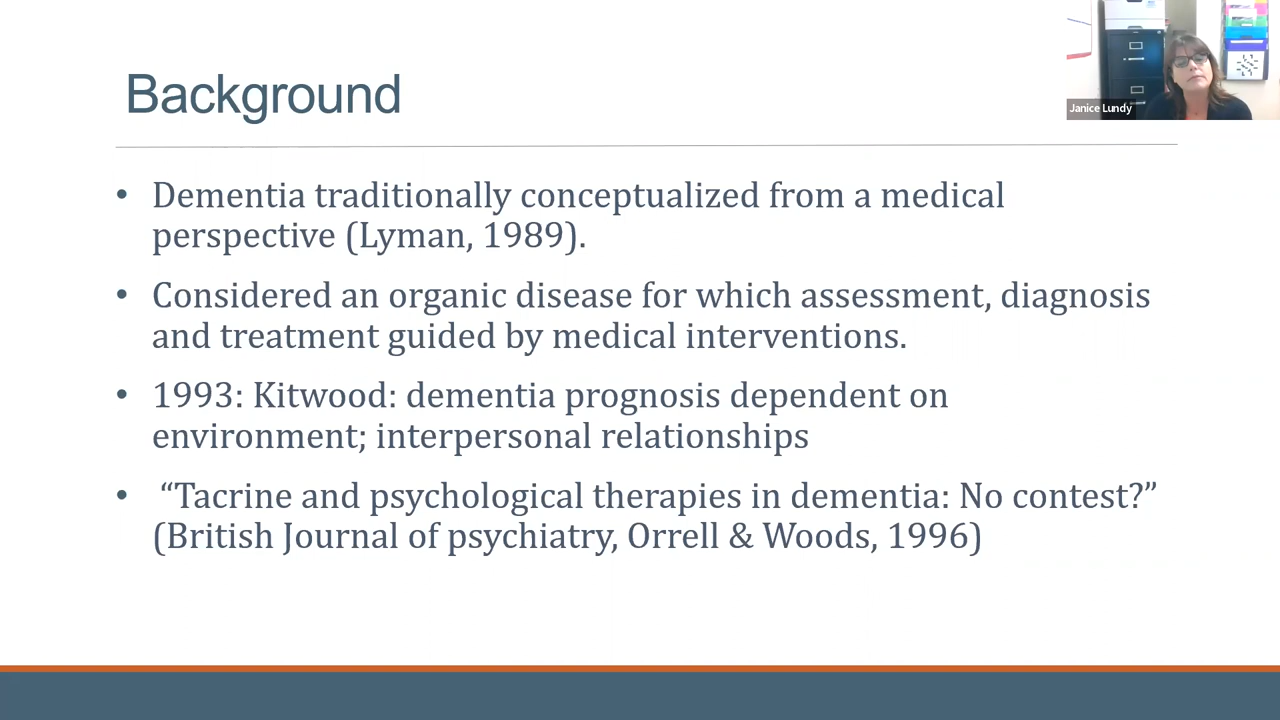 Background
Janice Lundy
• Dementia traditionally conceptualized from a medical
perspective (Lyman, 1989).
• Considered an organic disease for which assessment, diagnosis
and treatment guided by medical interventions.
• 1993: Kitwood: dementia prognosis dependent on
environment; interpersonal relationships
• “Tacrine and psychological therapies in dementia: No contest?”
(British Journal of psychiatry, Orrell & Woods, 1996)